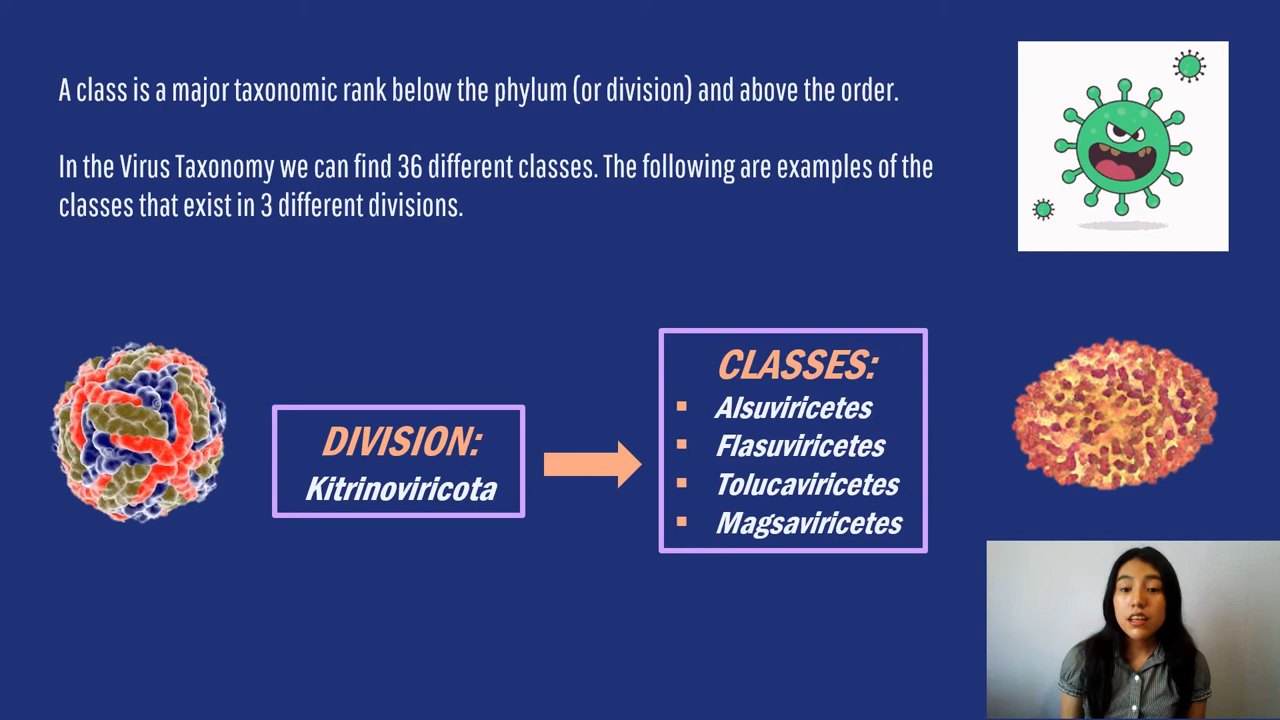 A class is a major taxonomic rank below the phylum (or division) and above the order.
In the Virus Taxonomy we can find 36 different classes. The following are examples of the
classes that exist in 3 different divisions.
DIVISION:
Kitrinoviricota
CLASSES:
▪ Alsuviricetes
▪ Flasuviricetes
▪ Tolucaviricetes
▪ Magsaviricetes